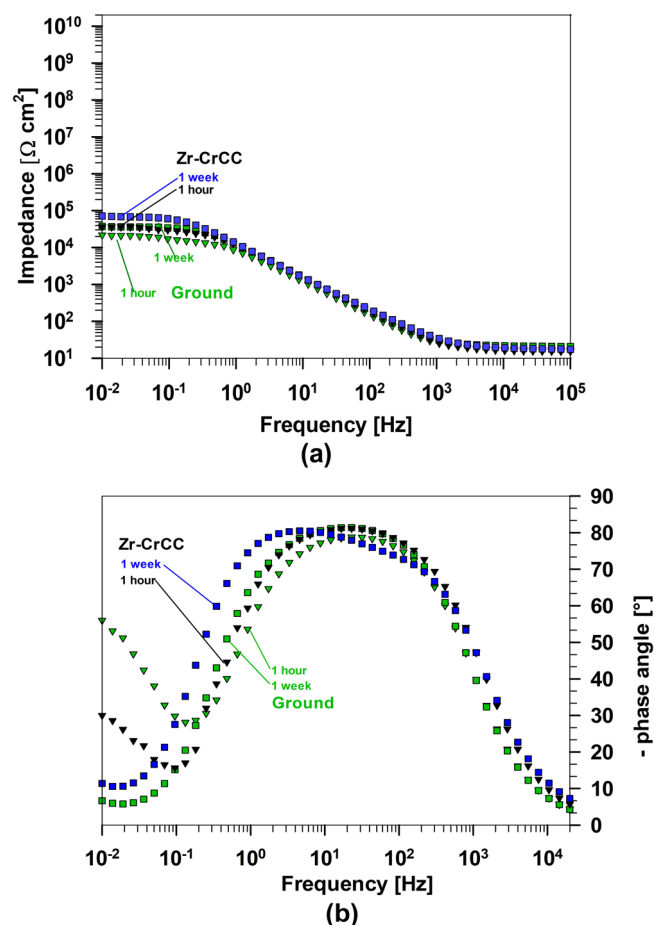 10^10
10^9
10^8
10^7
10^6
10^5
10^4
10^3
10^2
10^1
Impedance [Ω cm²]
Zr-CrCC
1 week
1 hour
1 week
1 hour Ground
10^-2 10^-1 10^0 10^1 10^2 10^3 10^4 10^5
Frequency [Hz]
(a)
90
80
70
60
50
40
30
20
10
0
- phase angle [°]
Zr-CrCC
1 week
1 hour
1 hour
1 week
Ground
10^-2 10^-1 10^0 10^1 10^2 10^3 10^4
Frequency [Hz]
(b)